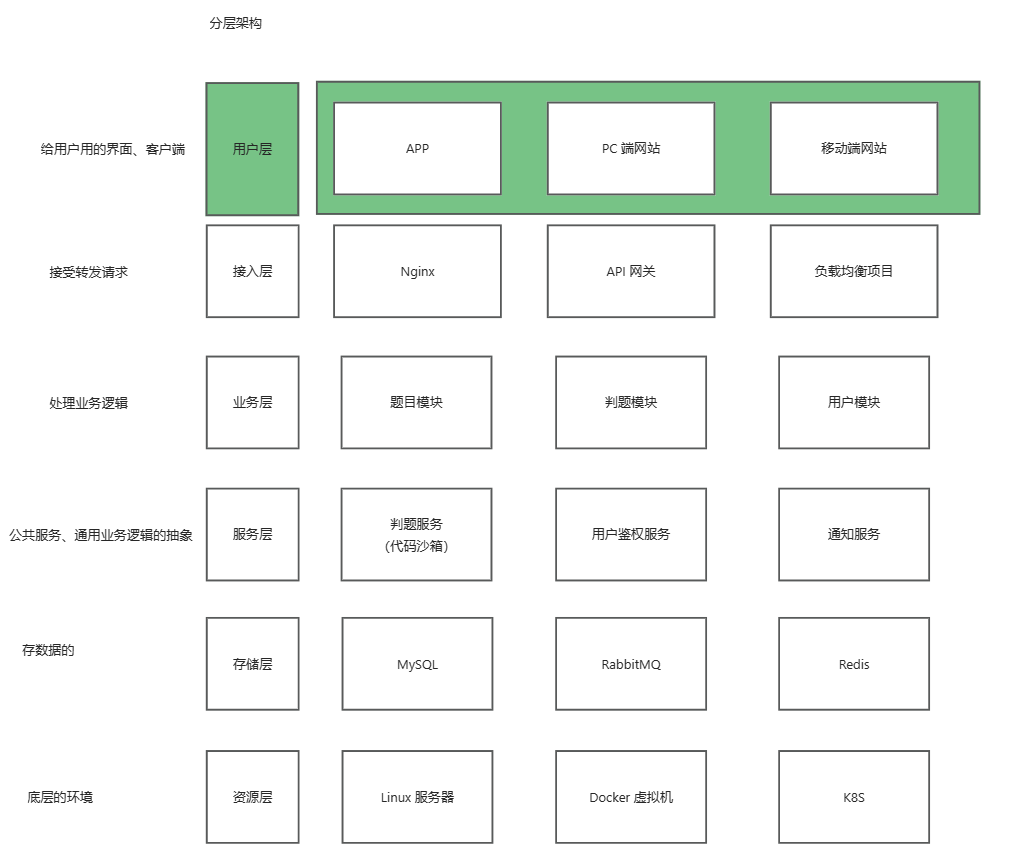 分层架构
给用户用的界面、客户端
用户层
APP
PC 端网站
移动端网站
接受转发请求
接入层
Nginx
API 网关
负载均衡项目
处理业务逻辑
业务层
题目模块
判题模块
用户模块
公共服务、通用业务逻辑的抽象
服务层
判题服务
(代码沙箱)
用户鉴权服务
通知服务
存数据的
存储层
MySQL
RabbitMQ
Redis
底层的环境
资源层
Linux 服务器
Docker 虚拟机
K8S